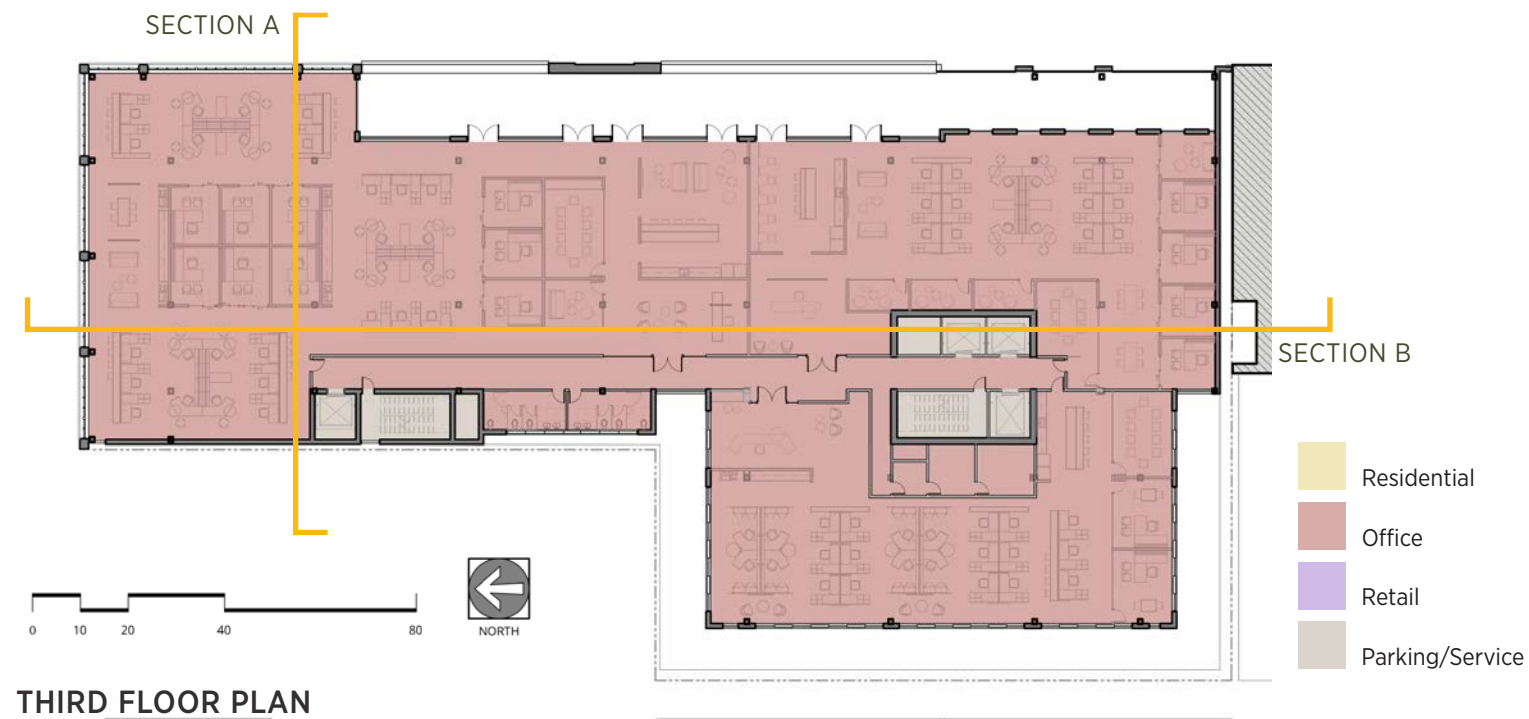 SECTION A
SECTION B
Residential
Office
Retail
Parking/Service
0 10 20 40 80
NORTH
THIRD FLOOR PLAN